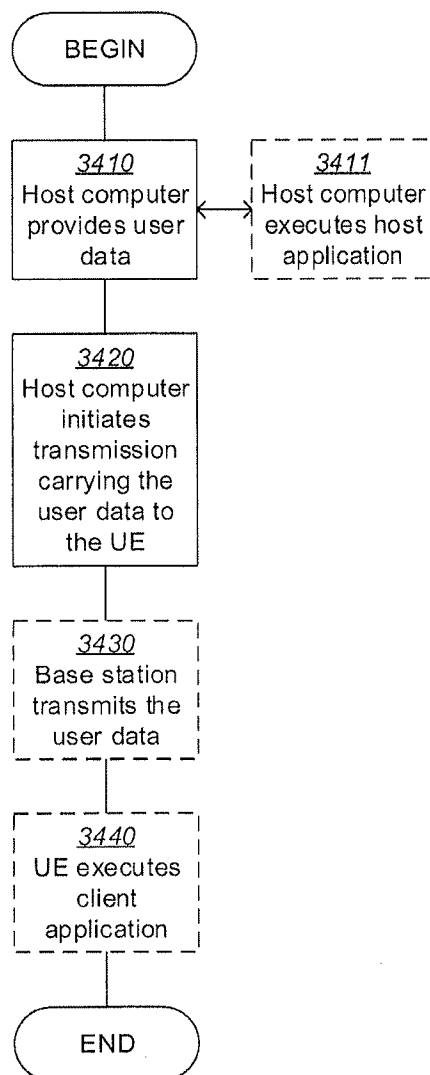 BEGIN
3410
Host computer
provides user
data
3411
Host computer
executes host
application
3420
Host computer
initiates
transmission
carrying the
user data to
the UE
3430
Base station
transmits the
user data
3440
UE executes
client
application
END